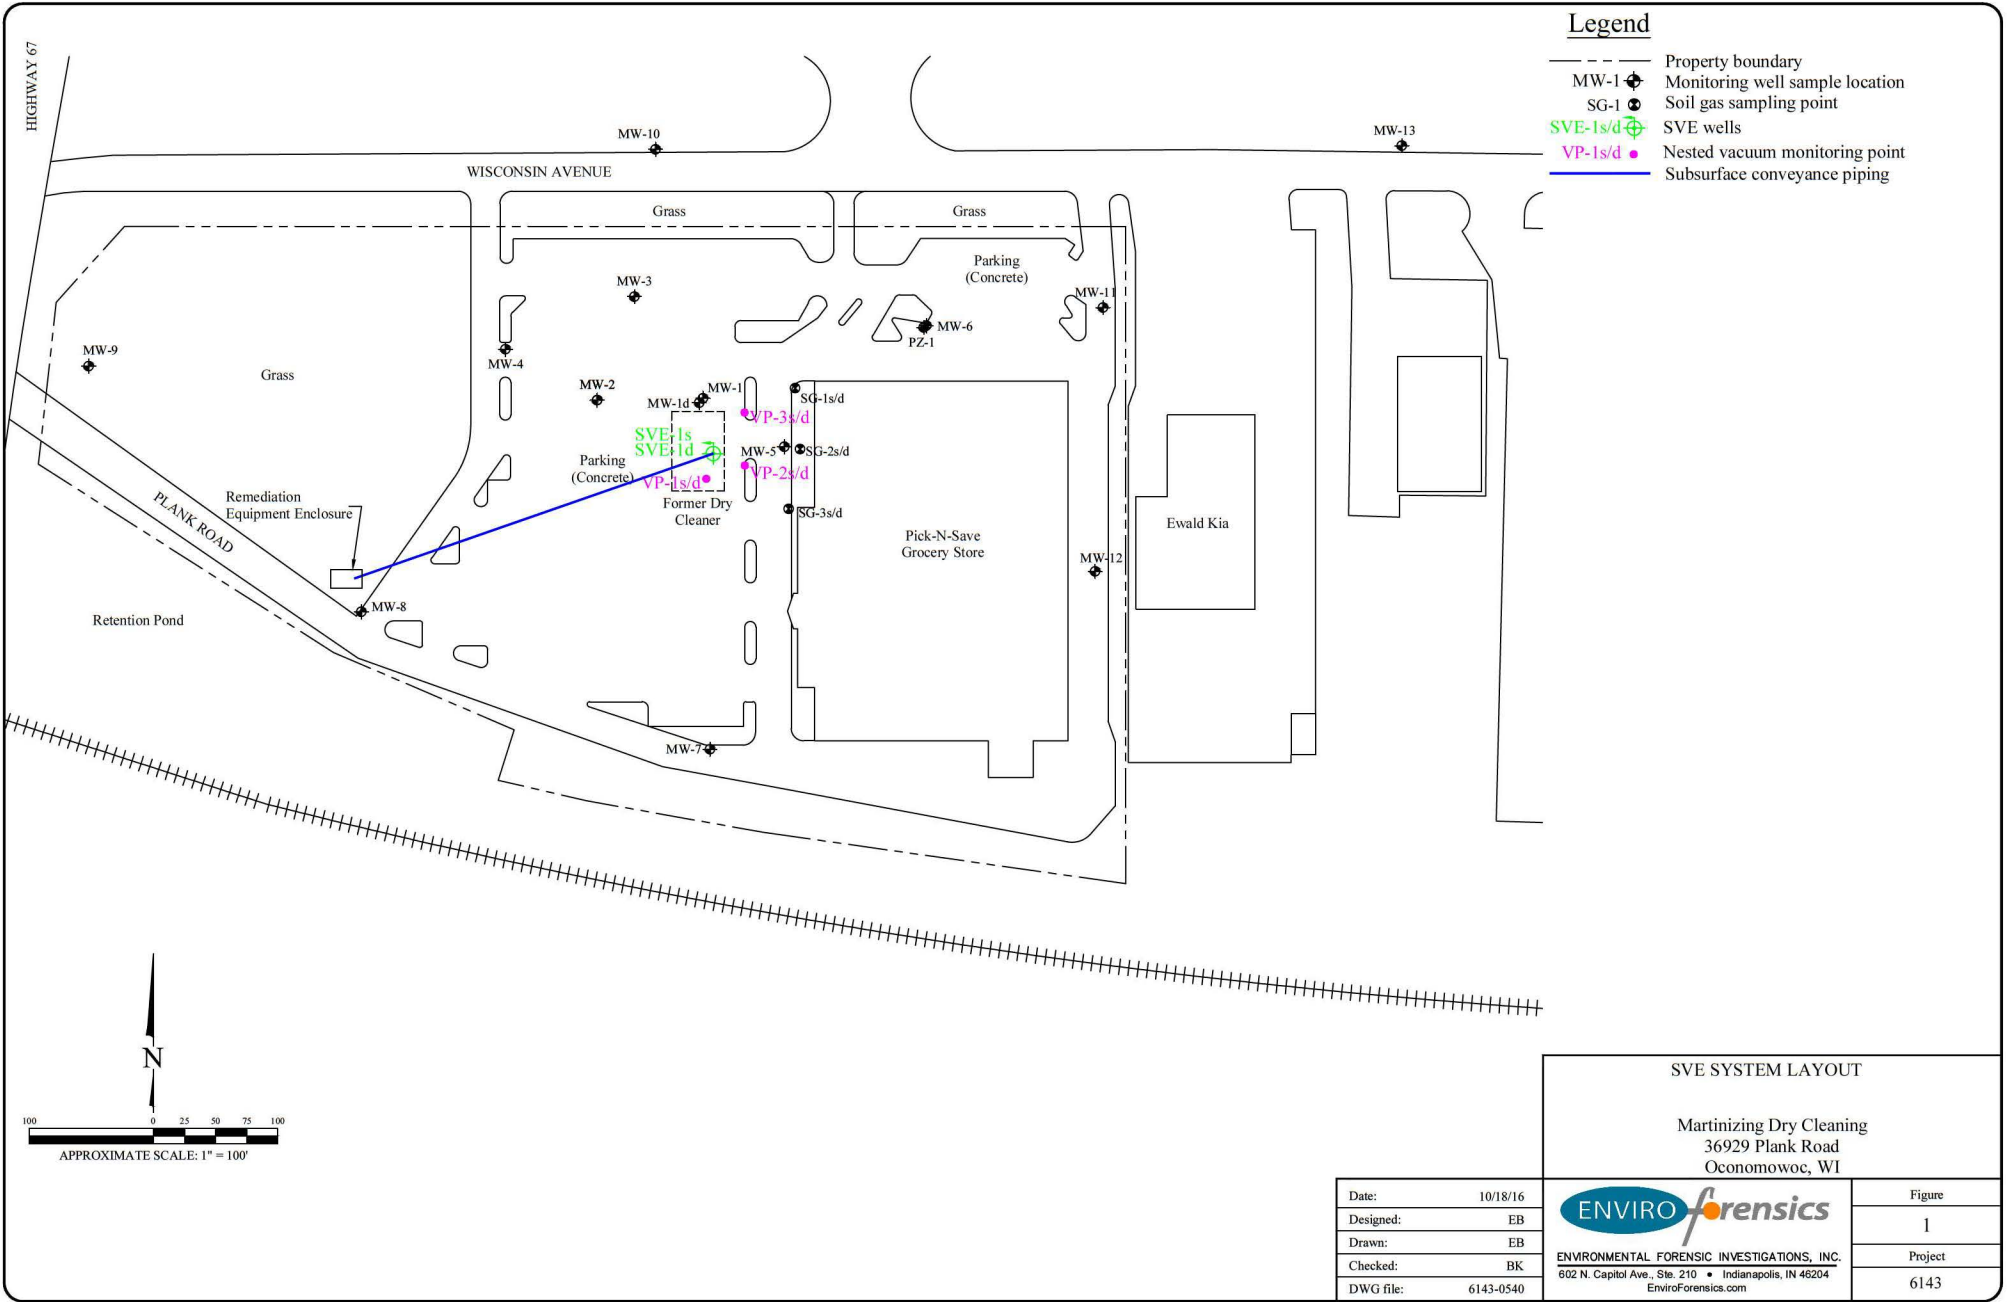 Legend
Property boundary
MW-1 Monitoring well sample location
SG-1 Soil gas sampling point
SVE-1s/d SVE wells
VP-1s/d Nested vacuum monitoring point
Subsurface conveyance piping
HIGHWAY 67
MW-10
MW-13
WISCONSIN AVENUE
Grass
Grass
Parking
(Concrete)
MW-3
MW-11
MW-6
PZ-1
MW-9
MW-4
Grass
MW-2
MW-1
MW-1d
SG-1s/d
VP-3s/d
SVE-1s
SVE-1d
MW-5
SG-2s/d
Parking
(Concrete)
VP-2s/d
VP-1s/d
Former Dry
Cleaner
SG-3s/d
Remediation
Equipment Enclosure
PLANK ROAD
Pick-N-Save
Grocery Store
Ewald Kia
MW-12
MW-8
Retention Pond
MW-7
N
100 0 25 50 75 100
APPROXIMATE SCALE: 1" = 100'
SVE SYSTEM LAYOUT
Martinizing Dry Cleaning
36929 Plank Road
Oconomowoc, WI
Date: 10/18/16
Designed: EB
Drawn: EB
Checked: BK
DWG file: 6143-0540
ENVIRO forensics
ENVIRONMENTAL FORENSIC INVESTIGATIONS, INC.
602 N. Capitol Ave., Ste. 210 • Indianapolis, IN 46204
EnviroForensics.com
Figure
1
Project
6143